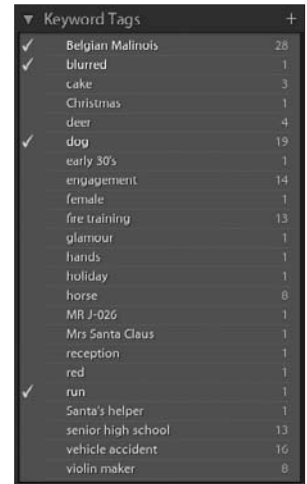 Keyword Tags +
Belgian Malinois 28
blurred 1
cake 3
Christmas 1
deer 4
dog 19
early 30's 1
engagement 14
female 1
fire training 13
glamour 1
hands 1
holiday 1
horse 8
MR J-026 1
Mrs Santa Claus 1
reception 1
red 1
run 1
Santa's helper 1
senior high school 13
vehicle accident 16
violin maker 8